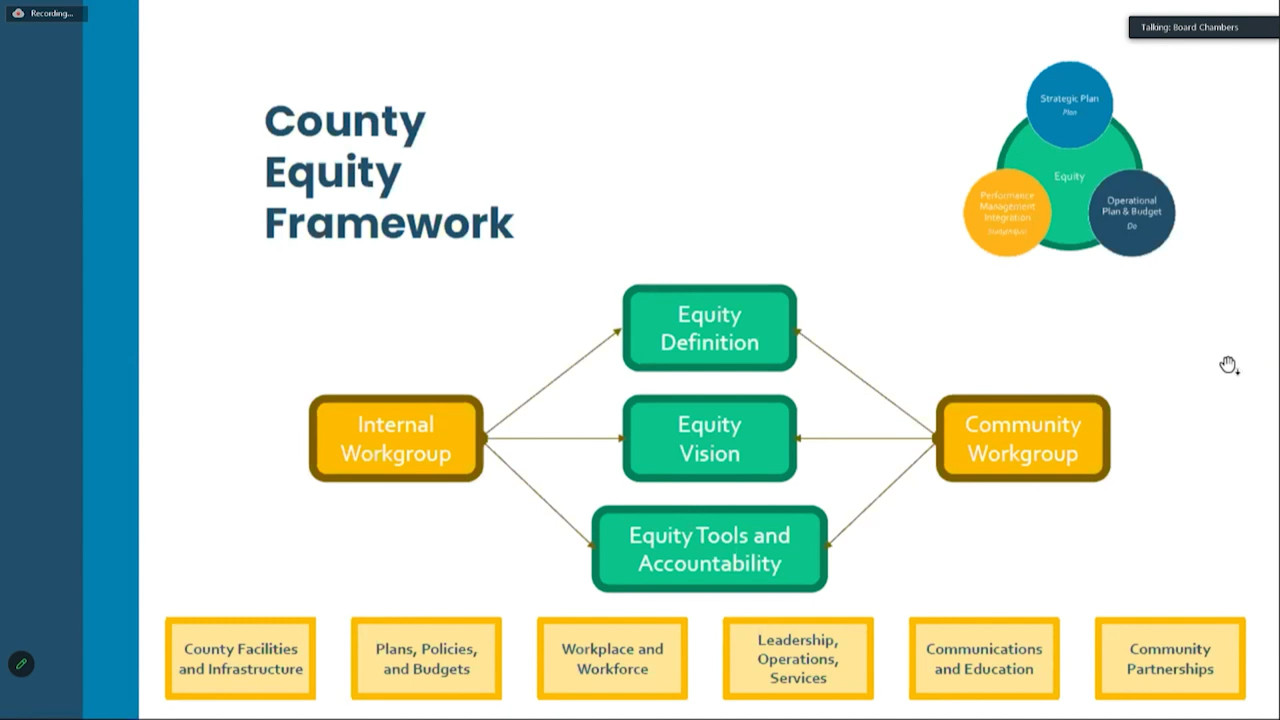 Recording...
Talking: Board Chambers
County
Equity
Framework
Strategic Plan
Plan
Equity
Performance
Management
Integration
Operational
Plan & Budget
Do
Equity
Definition
Internal
Workgroup
Equity
Vision
Community
Workgroup
Equity Tools and
Accountability
County Facilities
and Infrastructure
Plans, Policies,
and Budgets
Workplace and
Workforce
Leadership,
Operations,
Services
Communications
and Education
Community
Partnerships